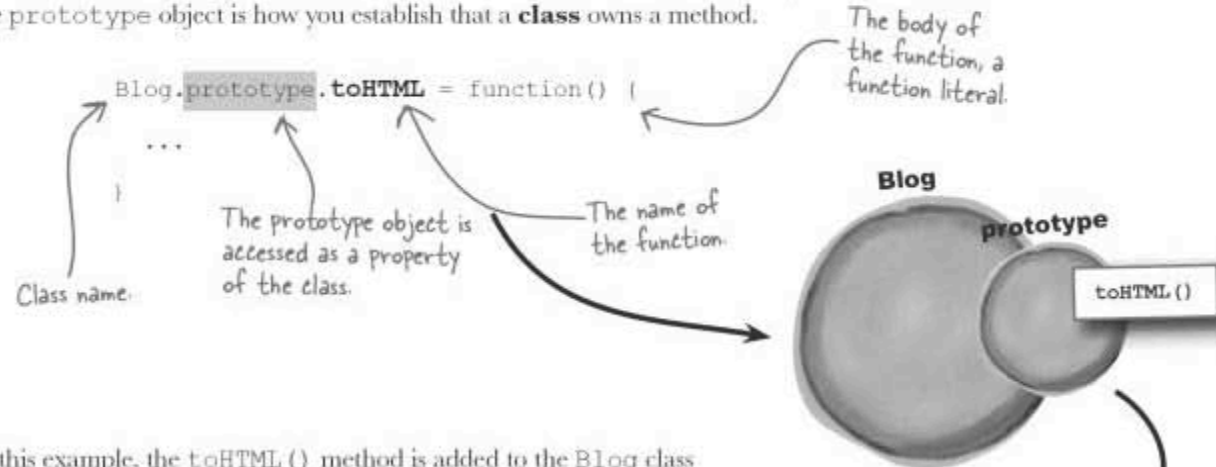 prototype object is how you establish that a class owns a method.
The body of
the function, a
function literal.
Blog.prototype.toHTML = function() {
...
}
The prototype object is
accessed as a property
of the class.
The name of
the function.
Class name.
Blog
prototype
toHTML()
this example, the toHTML() method is added to the Blog class